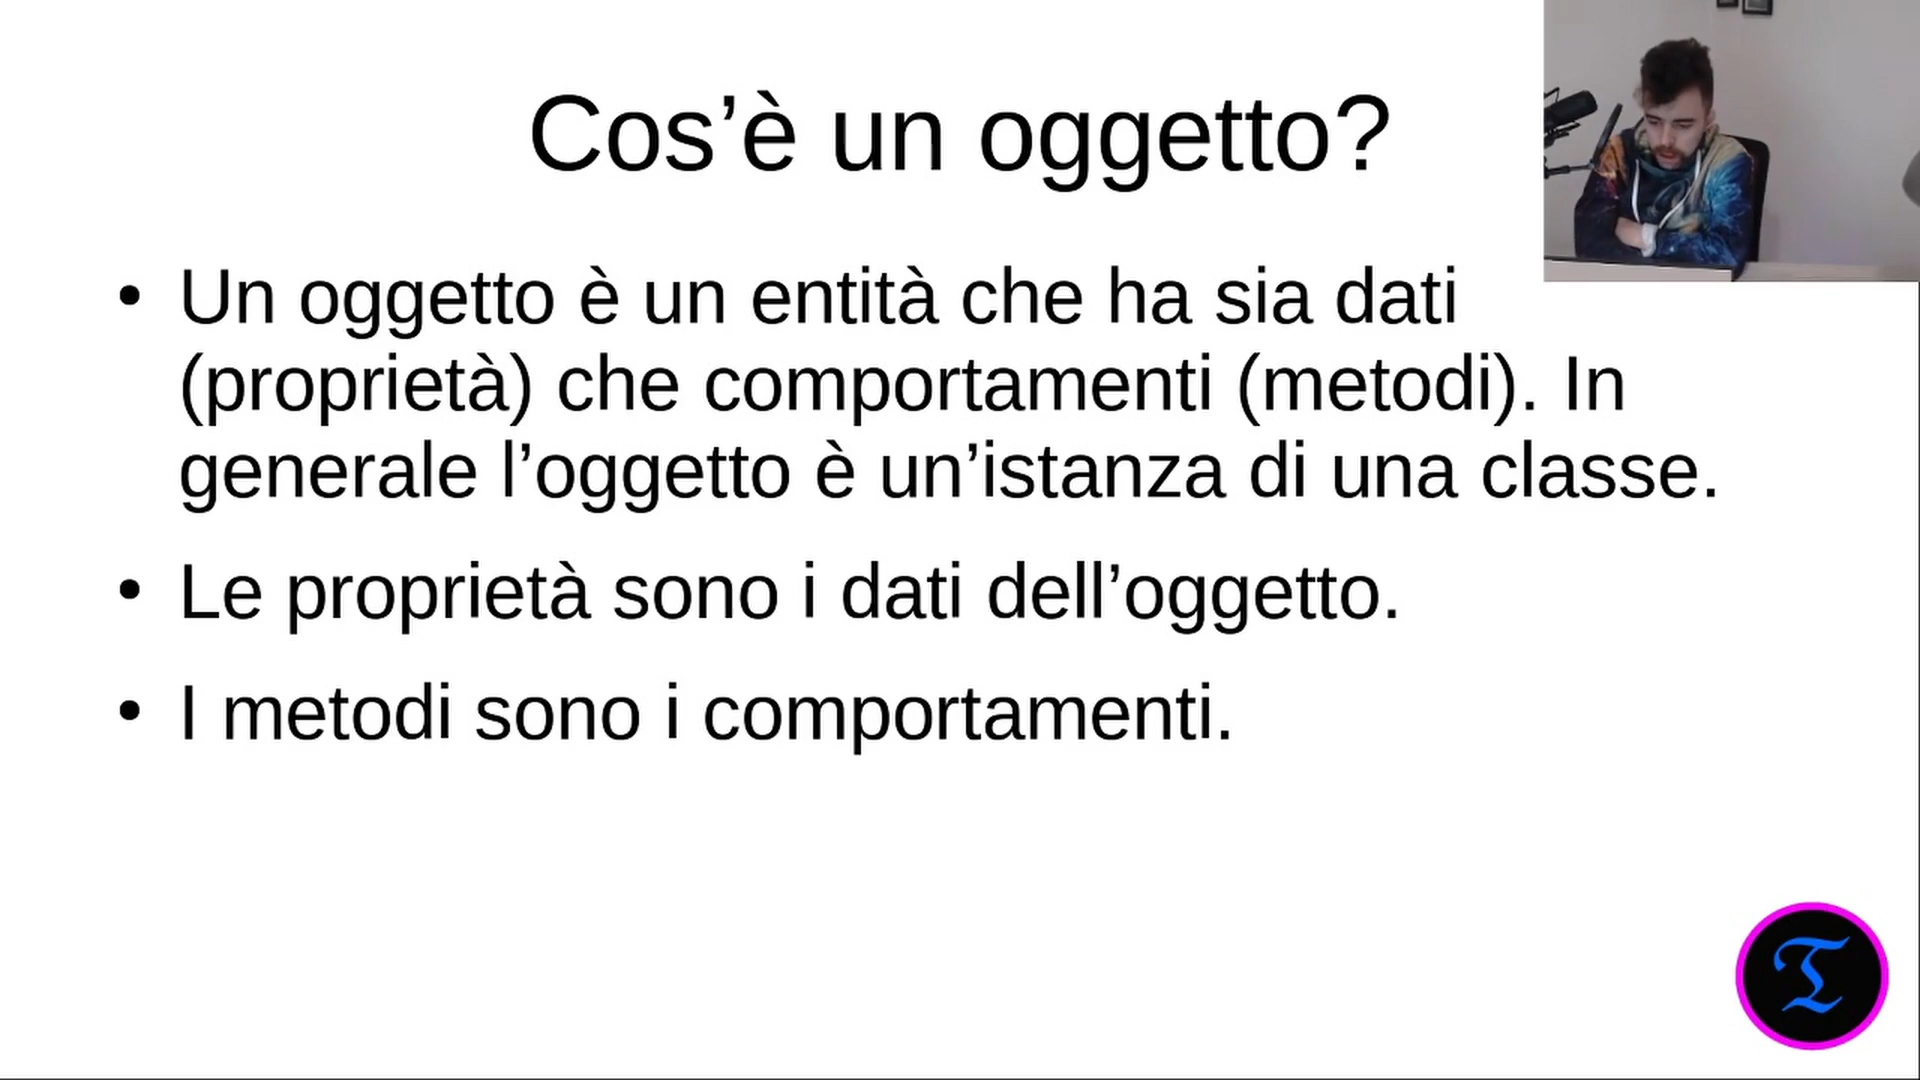 Cos’è un oggetto?
• Un oggetto è un entità che ha sia dati
(proprietà) che comportamenti (metodi). In
generale l’oggetto è un’istanza di una classe.
• Le proprietà sono i dati dell’oggetto.
• I metodi sono i comportamenti.